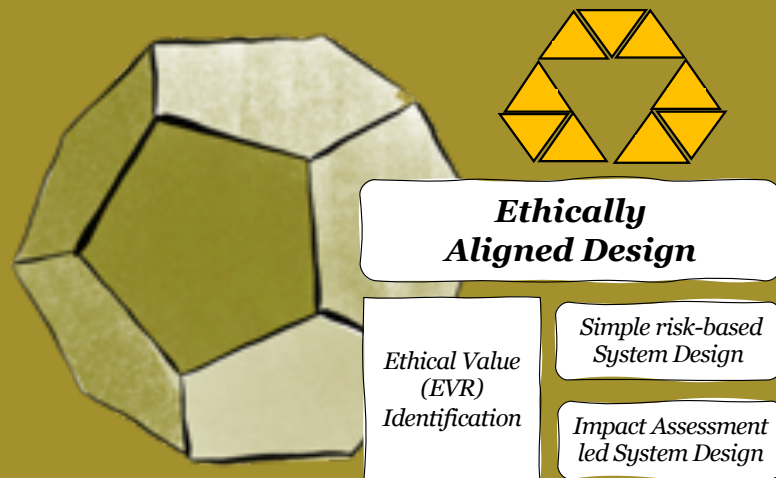 Ethically
Aligned Design
Ethical Value
(EVR)
Identification
Simple risk-based
System Design
Impact Assessment
led System Design